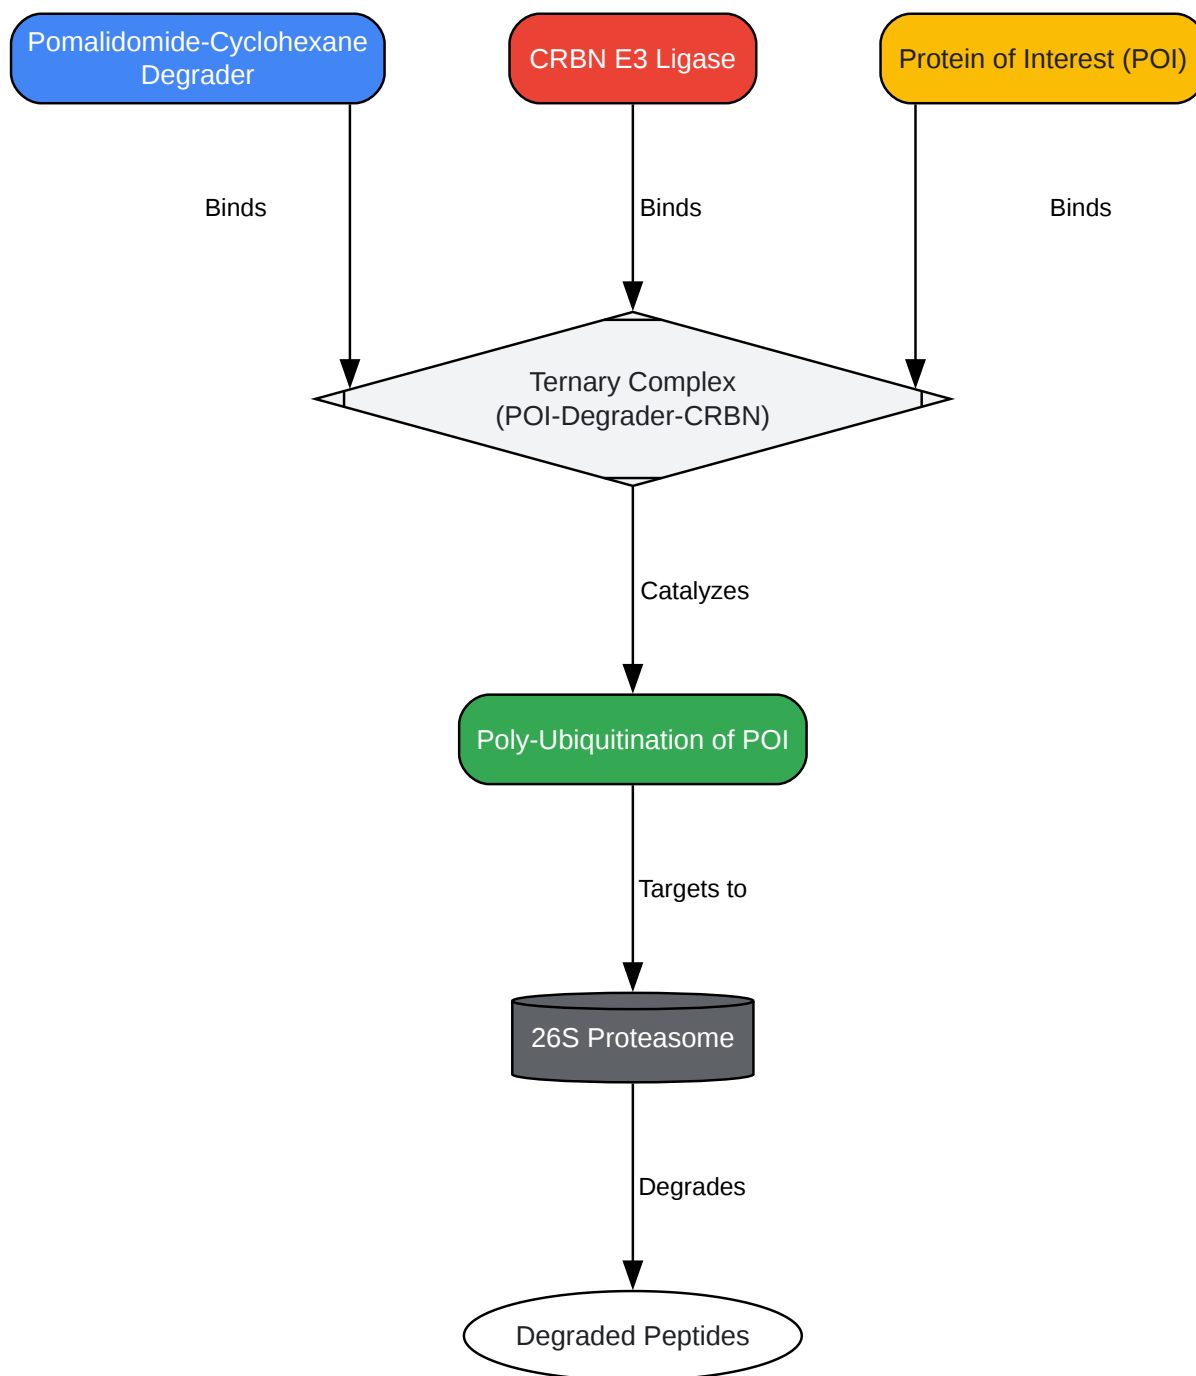 Pomalidomide-Cyclohexane
Degrader
CRBN E3 Ligase
Protein of Interest (POI)
Binds
Binds
Binds
Ternary Complex
(POI-Degrader-CRBN)
Catalyzes
Poly-Ubiquitination of POI
Targets to
26S Proteasome
Degrades
Degraded Peptides